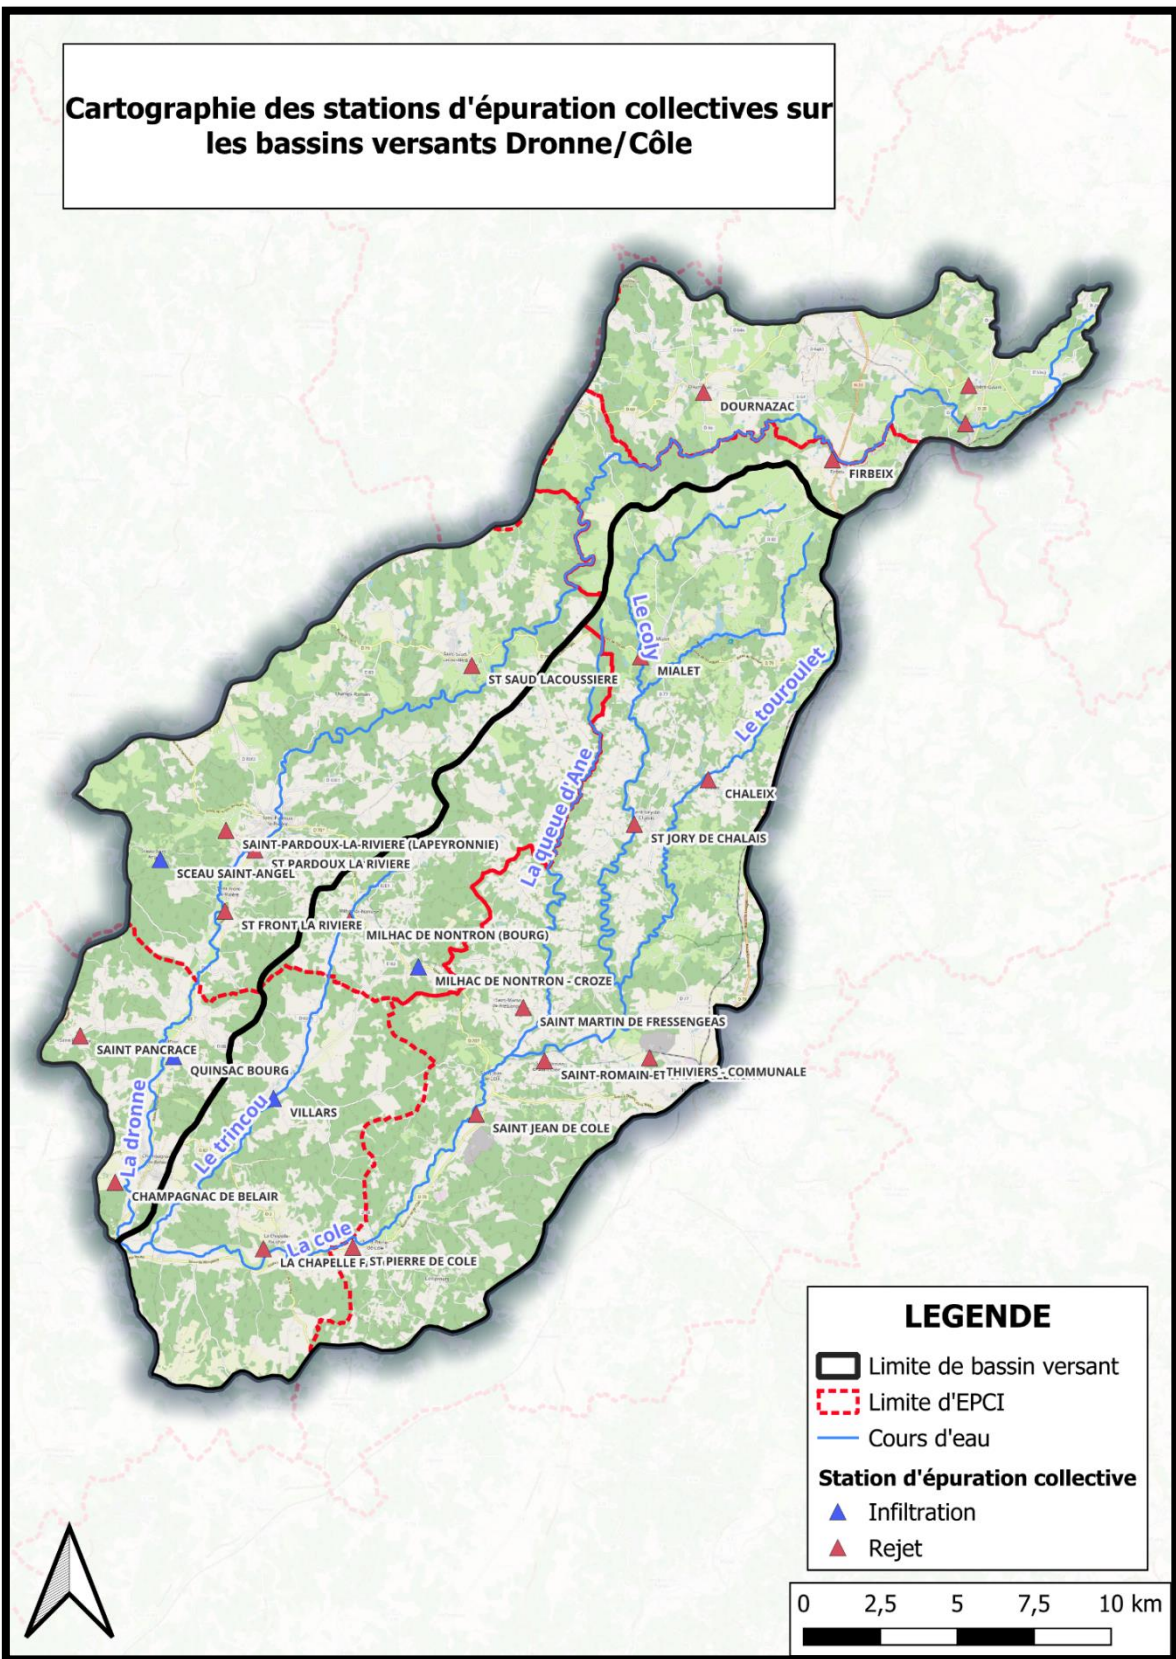 Cartographie des stations d'épuration collectives sur
les bassins versants Dronne/Côle
DOURNAZAC
FIRBEIX
Le coly
MIALET
Le touroulet
ST SAUD LACOUSSIERE
La queue d'Ane
CHALEIX
ST JORY DE CHALAIS
SAINT-PARDOUX-LA-RIVIERE (LAPEYRONNIE)
ST PARDOUX LA RIVIERE
SCEAU SAINT-ANGEL
ST FRONT LA RIVIERE
MILHAC DE NONTRON (BOURG)
MILHAC DE NONTRON - CROZE
SAINT MARTIN DE FRESSENGEAS
SAINT PANCRACE
QUINSAC BOURG
SAINT-ROMAIN-ET
THIVIERS - COMMUNALE
VILLARS
SAINT JEAN DE COLE
La dronne
Le trincou
CHAMPAGNAC DE BELAIR
La cole
LA CHAPELLE F
ST PIERRE DE COLE
LEGENDE
Limite de bassin versant
Limite d'EPCI
Cours d'eau
Station d'épuration collective
Infiltration
Rejet
0 2,5 5 7,5 10 km